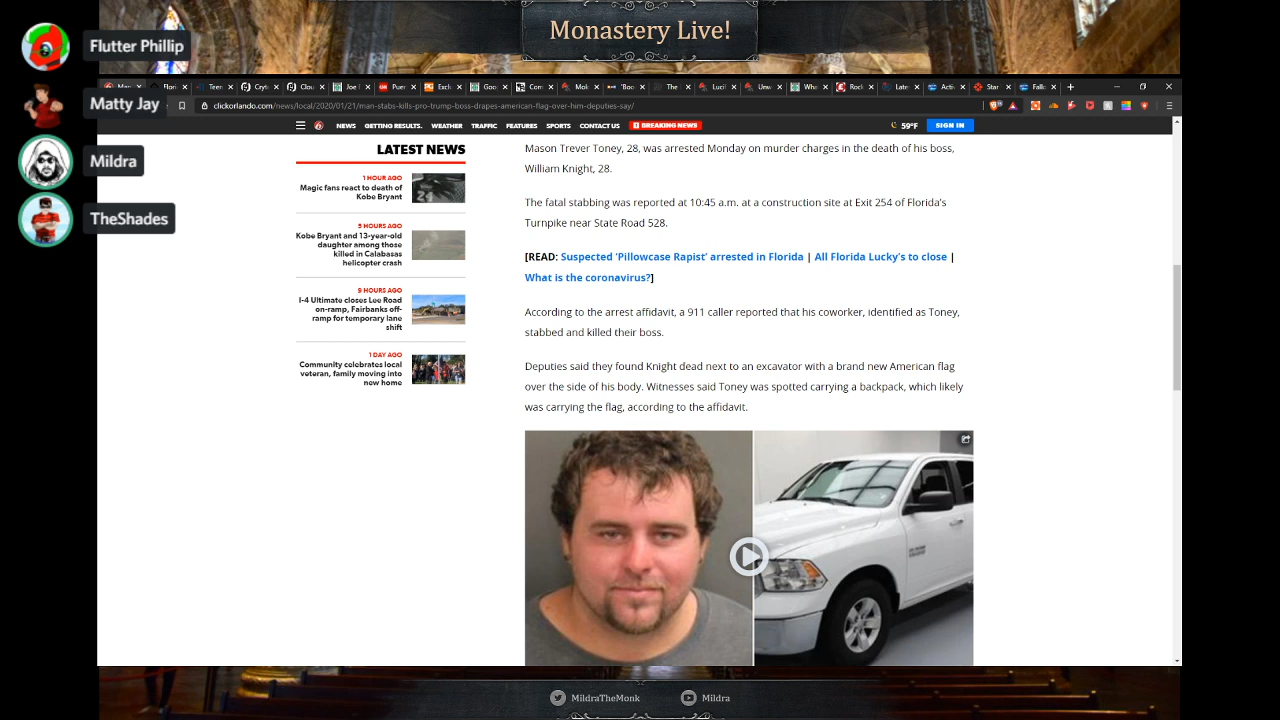 Monastery Live!
Flutter Phillip
Matty Jay
Mildra
TheShades
clickorlando.com/news/local/2020/01/21/man-stabs-kills-pro-trump-boss-drapes-american-flag-over-him-deputies-say/
NEWS GETTING RESULTS. WEATHER TRAFFIC FEATURES SPORTS CONTACT US BREAKING NEWS 59°F SIGN IN
LATEST NEWS
1 HOUR AGO
Magic fans react to death of
Kobe Bryant
5 HOURS AGO
Kobe Bryant and 13-year-old
daughter among those
killed in Calabasas
helicopter crash
9 HOURS AGO
I-4 Ultimate closes Lee Road
on-ramp, Fairbanks off-
ramp for temporary lane
shift
1 DAY AGO
Community celebrates local
veteran, family moving into
new home
Mason Trever Toney, 28, was arrested Monday on murder charges in the death of his boss,
William Knight, 28.
The fatal stabbing was reported at 10:45 a.m. at a construction site at Exit 254 of Florida's
Turnpike near State Road 528.
[READ: Suspected 'Pillowcase Rapist' arrested in Florida | All Florida Lucky's to close |
What is the coronavirus?]
According to the arrest affidavit, a 911 caller reported that his coworker, identified as Toney,
stabbed and killed their boss.
Deputies said they found Knight dead next to an excavator with a brand new American flag
over the side of his body. Witnesses said Toney was spotted carrying a backpack, which likely
was carrying the flag, according to the affidavit.
MildraTheMonk Mildra